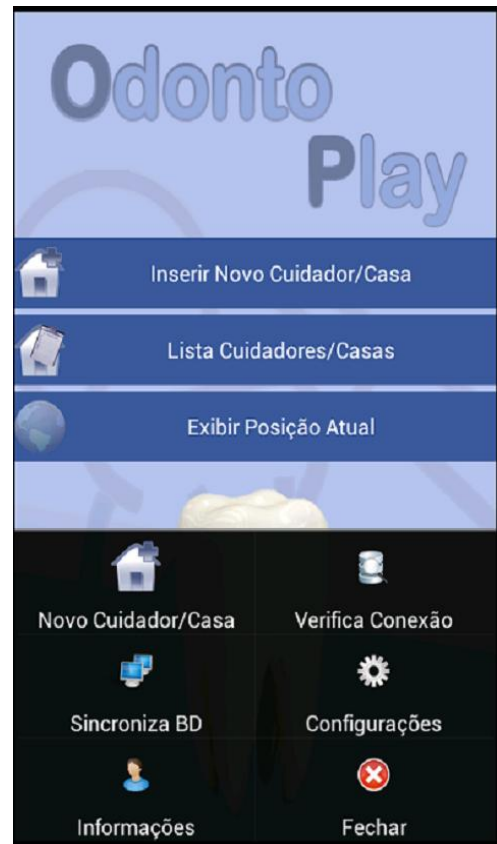 Odonto
Play
Inserir Novo Cuidador/Casa
Lista Cuidadores/Casas
Exibir Posição Atual
Novo Cuidador/Casa
Verifica Conexão
Sincroniza BD
Configurações
Informações
Fechar